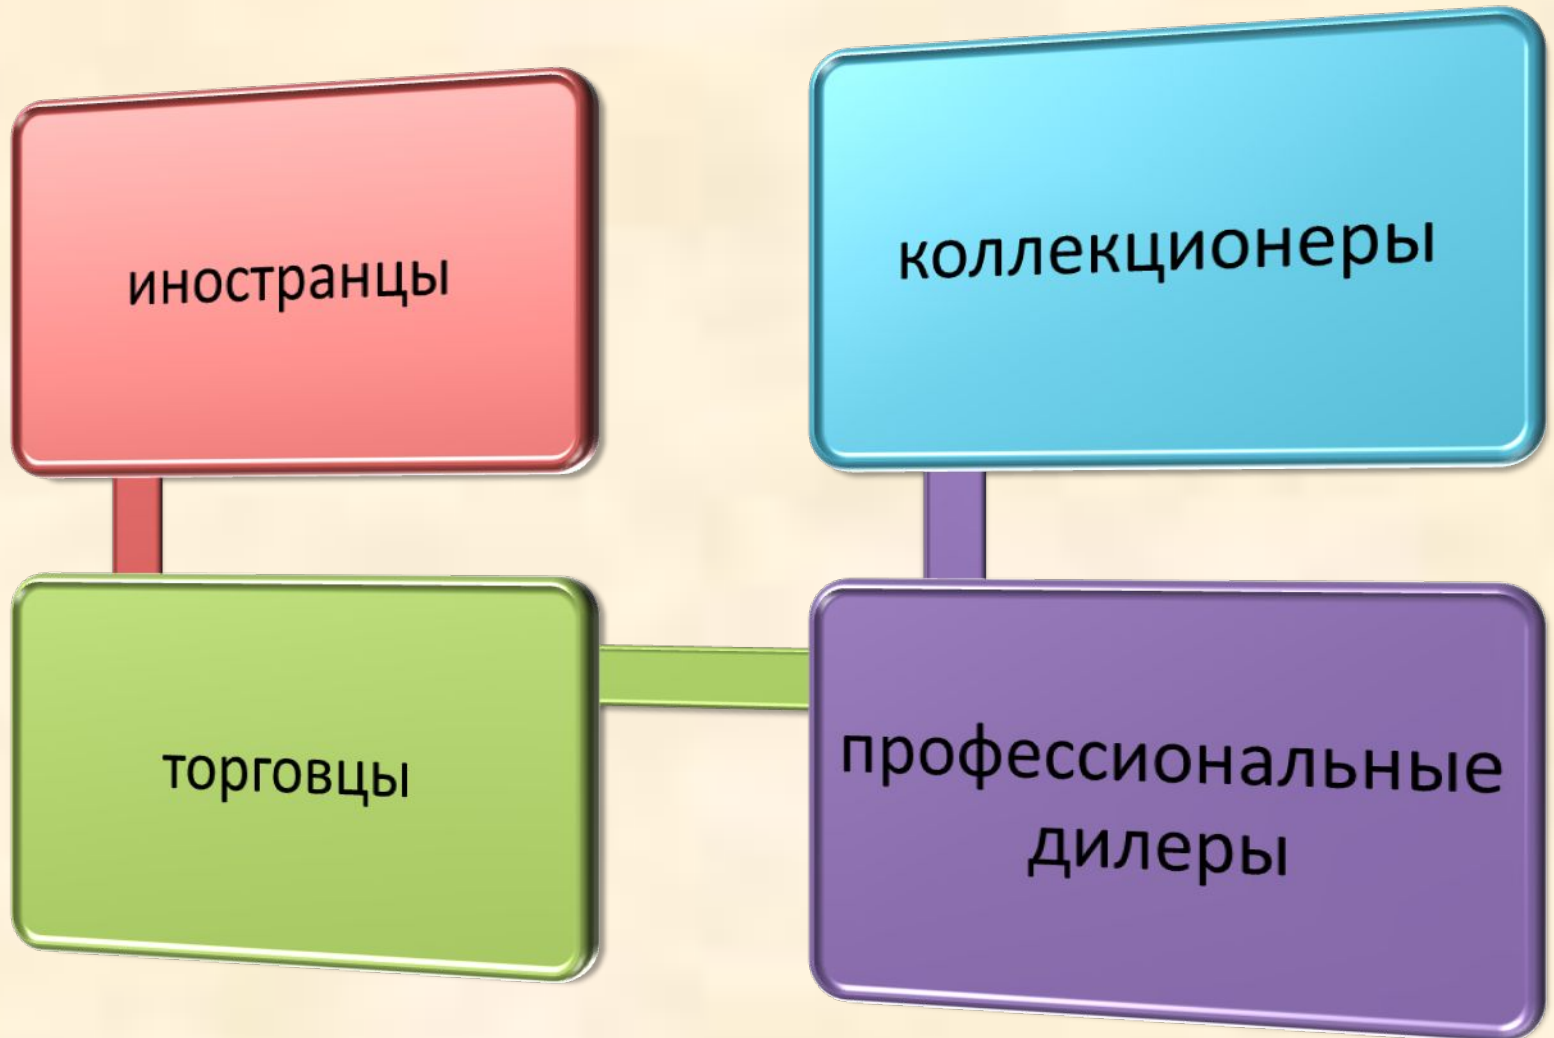 иностранцы
коллекционеры
торговцы
профессиональные
дилеры